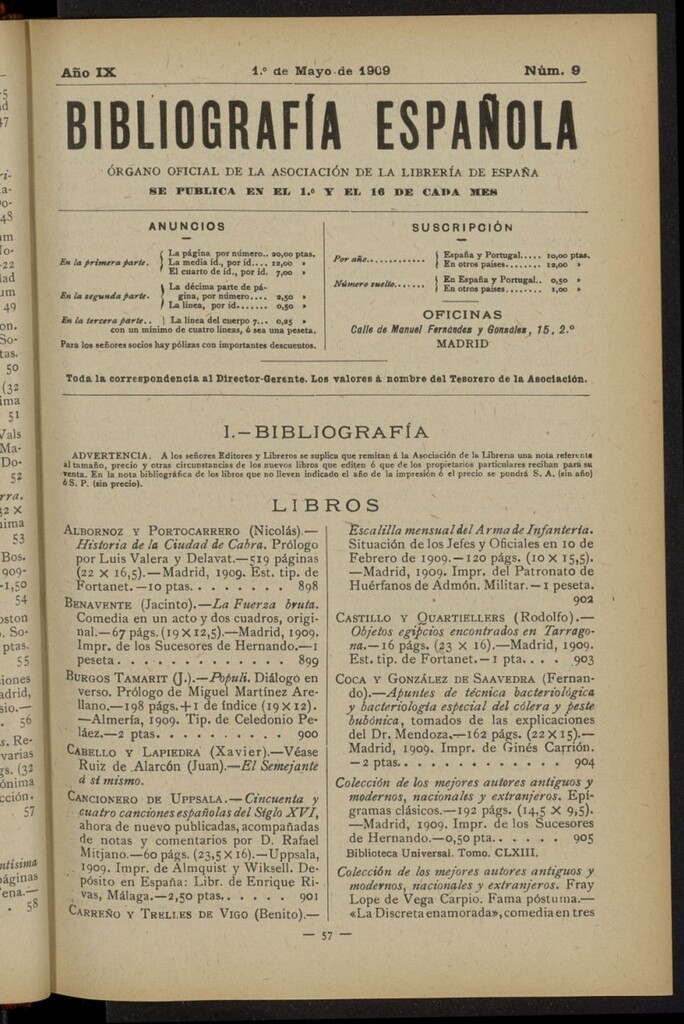 Año IX
1.º de Mayo de 1909
Núm. 9
BIBLIOGRAFÍA ESPAÑOLA
ÓRGANO OFICIAL DE LA ASOCIACIÓN DE LA LIBRERÍA DE ESPAÑA
SE PUBLICA EN EL 1.º Y EL 16 DE CADA MES
ANUNCIOS
En la primera parte.
La página por número.. 20,00 ptas.
La media íd., por íd.... 12,00 »
El cuarto de íd., por íd. 7,00 »
En la segunda parte.
La décima parte de pá-
gina, por número.... 2,50 »
La línea, por íd....... 0,50 »
En la tercera parte.. | La línea del cuerpo 7... 0,25 »
con un mínimo de cuatro líneas, ó sea una peseta.
Para los señores socios hay pólizas con importantes descuentos.
SUSCRIPCIÓN
Por año............
España y Portugal..... 10,00 ptas.
En otros países........ 12,00 »
Número suelto.......
En España y Portugal.. 0,50 »
En otros países........ 1,00 »
OFICINAS
Calle de Manuel Fernández y González, 15, 2.º
MADRID
Toda la correspondencia al Director-Gerente. Los valores á nombre del Tesorero de la Asociación.
I.—BIBLIOGRAFÍA
ADVERTENCIA. A los señores Editores y Libreros se suplica que remitan á la Asociación de la Librería una nota referente
al tamaño, precio y otras circunstancias de los nuevos libros que editen ó que de los propietarios particulares reciban para su
venta. En la nota bibliográfica de los libros que no lleven indicado el año de la impresión ó el precio se pondrá S. A. (sin año)
ó S. P. (sin precio).
LIBROS
ALBORNOZ Y PORTOCARRERO (Nicolás).—
Historia de la Ciudad de Cabra. Prólogo
por Luis Valera y Delavat.—519 páginas
(22 × 16,5).—Madrid, 1909. Est. tip. de
Fortanet.—10 ptas. . . . . . . . 898
BENAVENTE (Jacinto).—La Fuerza bruta.
Comedia en un acto y dos cuadros, origi-
nal.—67 págs. (19 × 12,5).—Madrid, 1909.
Impr. de los Sucesores de Hernando.—1
peseta. . . . . . . . . . . . . 899
BURGOS TAMARIT (J.).—Populi. Diálogo en
verso. Prólogo de Miguel Martínez Are-
llano.—198 págs.+1 de índice (19 × 12).
—Almería, 1909. Tip. de Celedonio Pe-
láez.—2 ptas. . . . . . . . . . 900
CABELLO Y LAPIEDRA (Xavier).—Véase
Ruiz de Alarcón (Juan).—El Semejante
á sí mismo.
CANCIONERO DE UPPSALA.—Cincuenta y
cuatro canciones españolas del Siglo XVI,
ahora de nuevo publicadas, acompañadas
de notas y comentarios por D. Rafael
Mitjano.—60 págs. (23,5 × 16).—Uppsala,
1909. Impr. de Almquist y Wiksell. De-
pósito en España: Libr. de Enrique Ri-
vas, Málaga.—2,50 ptas. . . . . . 901
CARREÑO Y TRELLES DE VIGO (Benito).—
Escalilla mensual del Arma de Infantería.
Situación de los Jefes y Oficiales en 10 de
Febrero de 1909.—120 págs. (10 × 15,5).
—Madrid, 1909. Impr. del Patronato de
Huérfanos de Admón. Militar.—1 peseta.
902
CASTILLO Y QUARTIELLERS (Rodolfo).—
Objetos egipcios encontrados en Tarrago-
na.—16 págs. (23 × 16).—Madrid, 1909.
Est. tip. de Fortanet.—1 pta. . . . 903
COCA Y GONZÁLEZ DE SAAVEDRA (Fernan-
do).—Apuntes de técnica bacteriológica
y bacteriología especial del cólera y peste
bubónica, tomados de las explicaciones
del Dr. Mendoza.—162 págs. (22 × 15).—
Madrid, 1909. Impr. de Ginés Carrión.
—2 ptas. . . . . . . . . . . . 904
Colección de los mejores autores antiguos y
modernos, nacionales y extranjeros. Epí-
gramas clásicos.—192 págs. (14,5 × 9,5).
—Madrid, 1909. Impr. de los Sucesores
de Hernando.—0,50 pta. . . . . . 905
Biblioteca Universal. Tomo. CLXIII.
Colección de los mejores autores antiguos y
modernos, nacionales y extranjeros. Fray
Lope de Vega Carpio. Fama póstuma.—
«La Discreta enamorada», comedia en tres
— 57 —